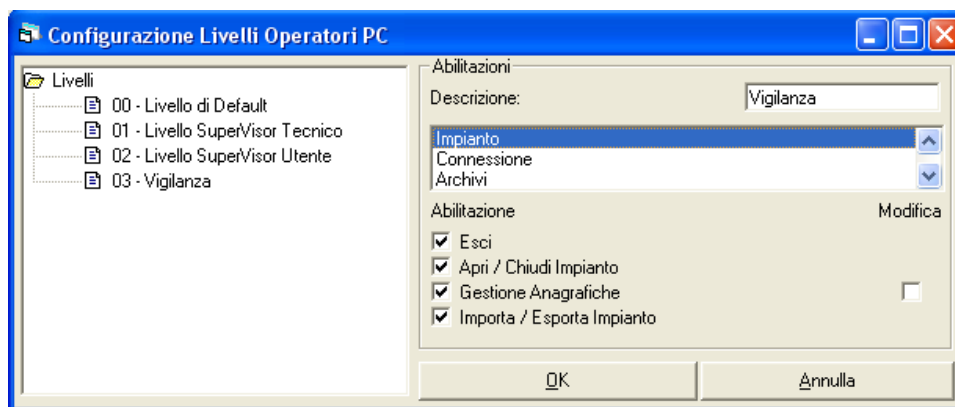 Configurazione Livelli Operatori PC
Livelli
00 - Livello di Default
01 - Livello SuperVisor Tecnico
02 - Livello SuperVisor Utente
03 - Vigilanza
Abilitazioni
Descrizione: Vigilanza
Impianto
Connessione
Archivi
Abilitazione Modifica
Esci
Apri / Chiudi Impianto
Gestione Anagrafiche
Importa / Esporta Impianto
OK Annulla